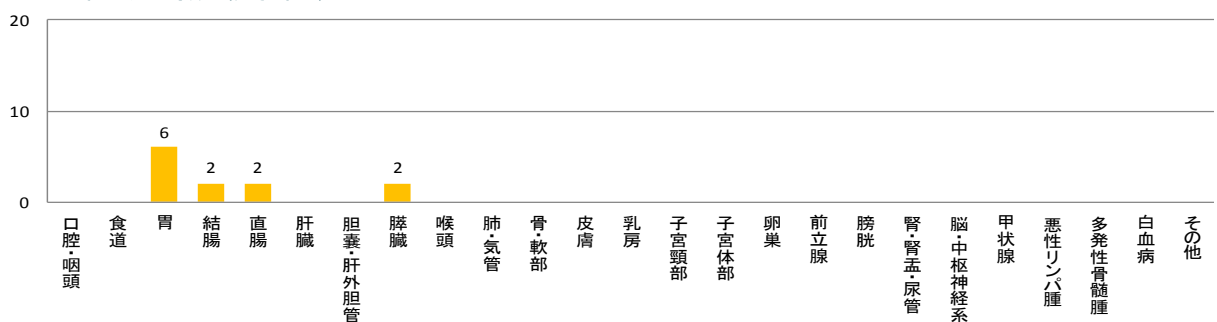 20
10
0
6
2
2
2
口腔・咽頭
食道
胃
結腸
直腸
肝臓
胆嚢・肝外胆管
膵臓
喉頭
肺・気管
骨・軟部
皮膚
乳房
子宮頸部
子宮体部
卵巣
前立腺
膀胱
腎・腎盂・尿管
脳・中枢神経系
甲状腺
悪性リンパ腫
多発性骨髄腫
白血病
その他